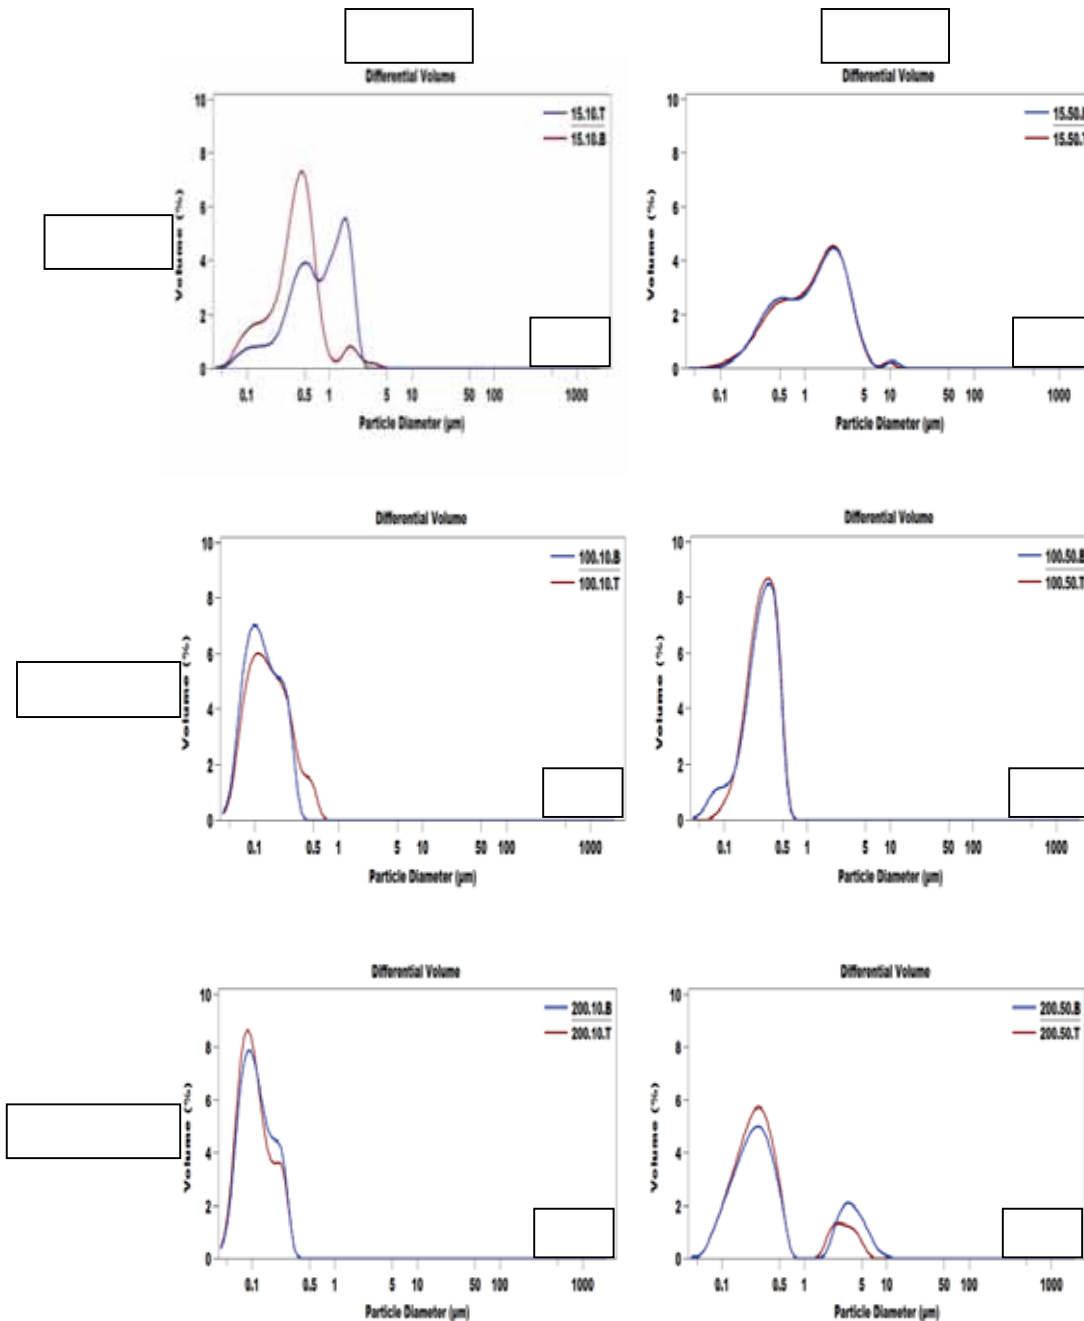 Differential Volume
10
8
6
4
2
0
Volume (%)
15.10.T
15.10.B
0.1 0.5 1 5 10 50 100 1000
Particle Diameter (µm)
Differential Volume
10
8
6
4
2
0
Volume (%)
15.50.
15.50.T
0.1 0.5 1 5 10 50 100 1000
Particle Diameter (µm)
Differential Volume
10
8
6
4
2
0
Volume (%)
100.10.B
100.10.T
0.1 0.5 1 5 10 50 100 1000
Particle Diameter (µm)
Differential Volume
10
8
6
4
2
0
Volume (%)
100.50.B
100.50.T
0.1 0.5 1 5 10 50 100 1000
Particle Diameter (µm)
Differential Volume
10
8
6
4
2
0
Volume (%)
200.10.B
200.10.T
0.1 0.5 1 5 10 50 100 1000
Particle Diameter (µm)
Differential Volume
10
8
6
4
2
0
Volume (%)
200.50.B
200.50.T
0.1 0.5 1 5 10 50 100 1000
Particle Diameter (µm)